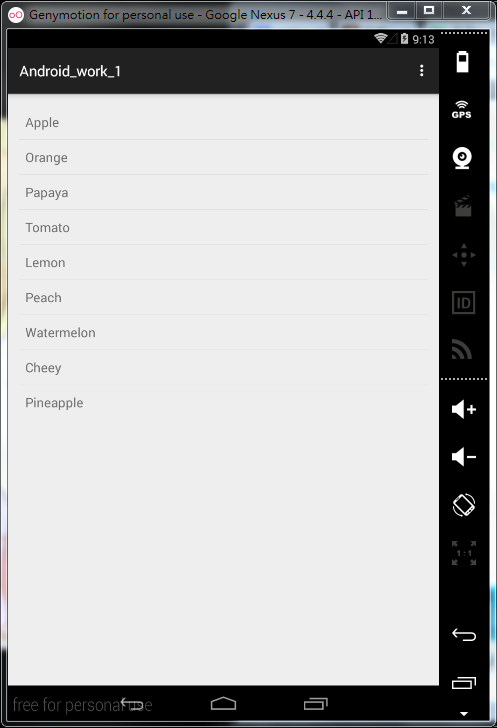 Genymotion for personal use - Google Nexus 7 - 4.4.4 - API 1...
9:13
Android_work_1
Apple
Orange
Papaya
Tomato
Lemon
Peach
Watermelon
Cheey
Pineapple
free for personal use
GPS
ID
1:1